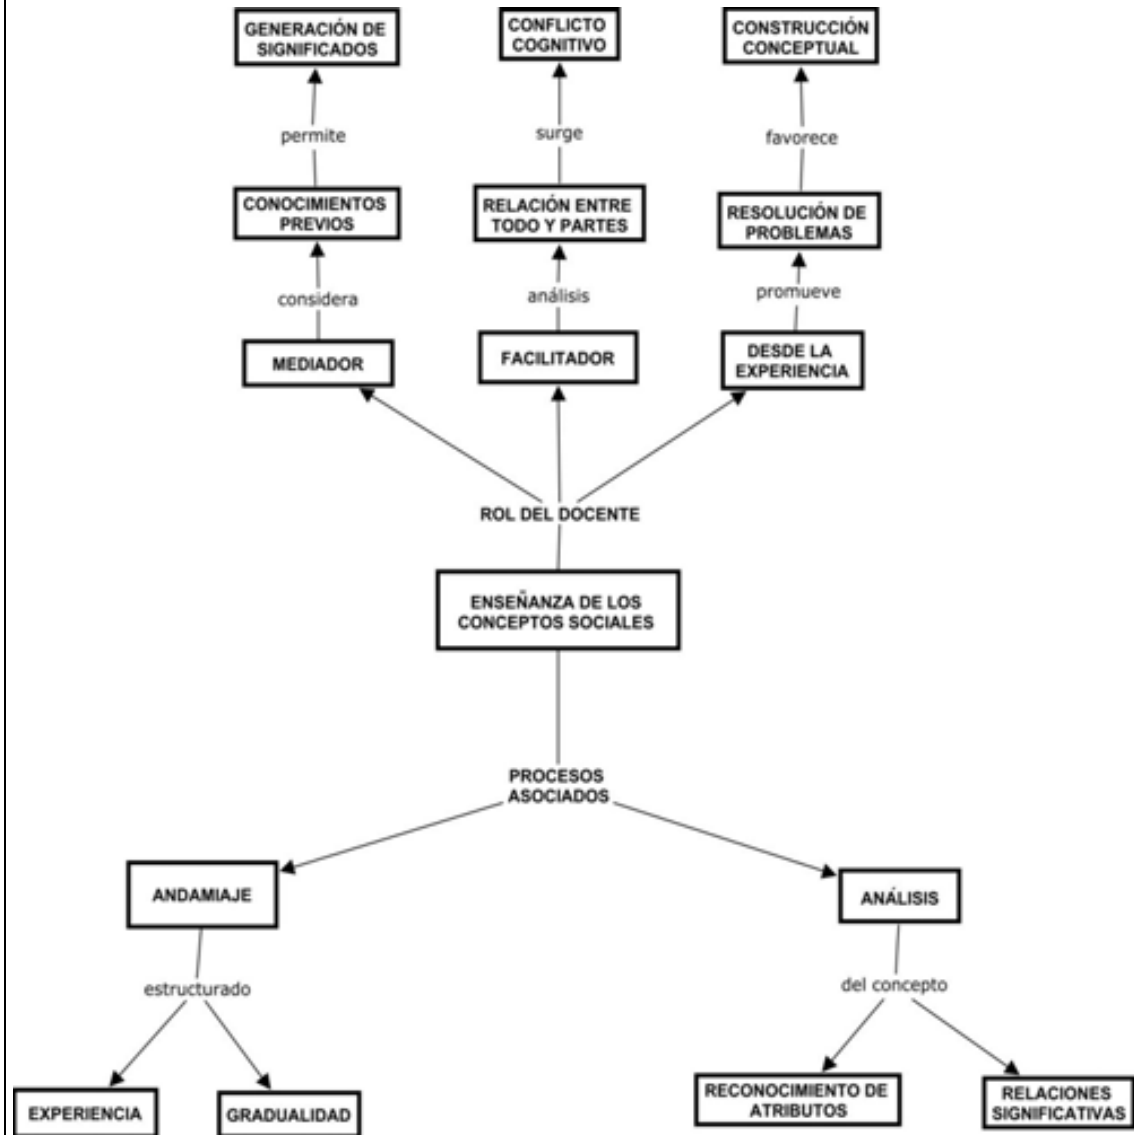 GENERACIÓN DE
SIGNIFICADOS
CONFLICTO
COGNITIVO
CONSTRUCCIÓN
CONCEPTUAL
permite
surge
favorece
CONOCIMIENTOS
PREVIOS
RELACIÓN ENTRE
TODO Y PARTES
RESOLUCIÓN DE
PROBLEMAS
considera
análisis
promueve
MEDIADOR
FACILITADOR
DESDE LA
EXPERIENCIA
ROL DEL DOCENTE
ENSEÑANZA DE LOS
CONCEPTOS SOCIALES
PROCESOS
ASOCIADOS
ANDAMIAJE
ANÁLISIS
estructurado
del concepto
EXPERIENCIA
GRADUALIDAD
RECONOCIMIENTO DE
ATRIBUTOS
RELACIONES
SIGNIFICATIVAS